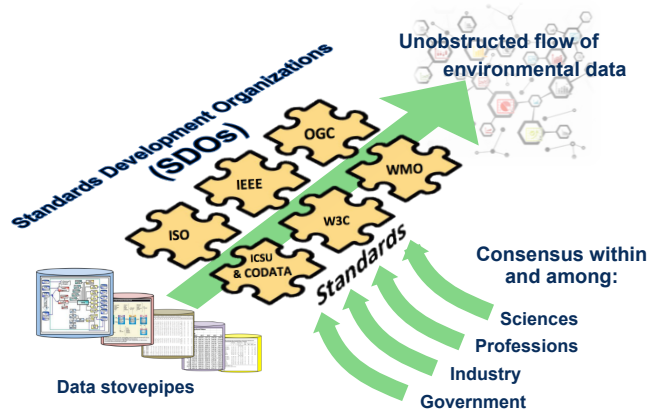 Unobstructed flow of
environmental data
Standards Development Organizations
(SDOs)
OGC
IEEE
WMO
ISO
W3C
ICSU
& CODATA
Standards
Consensus within
and among:
Sciences
Professions
Industry
Government
Data stovepipes